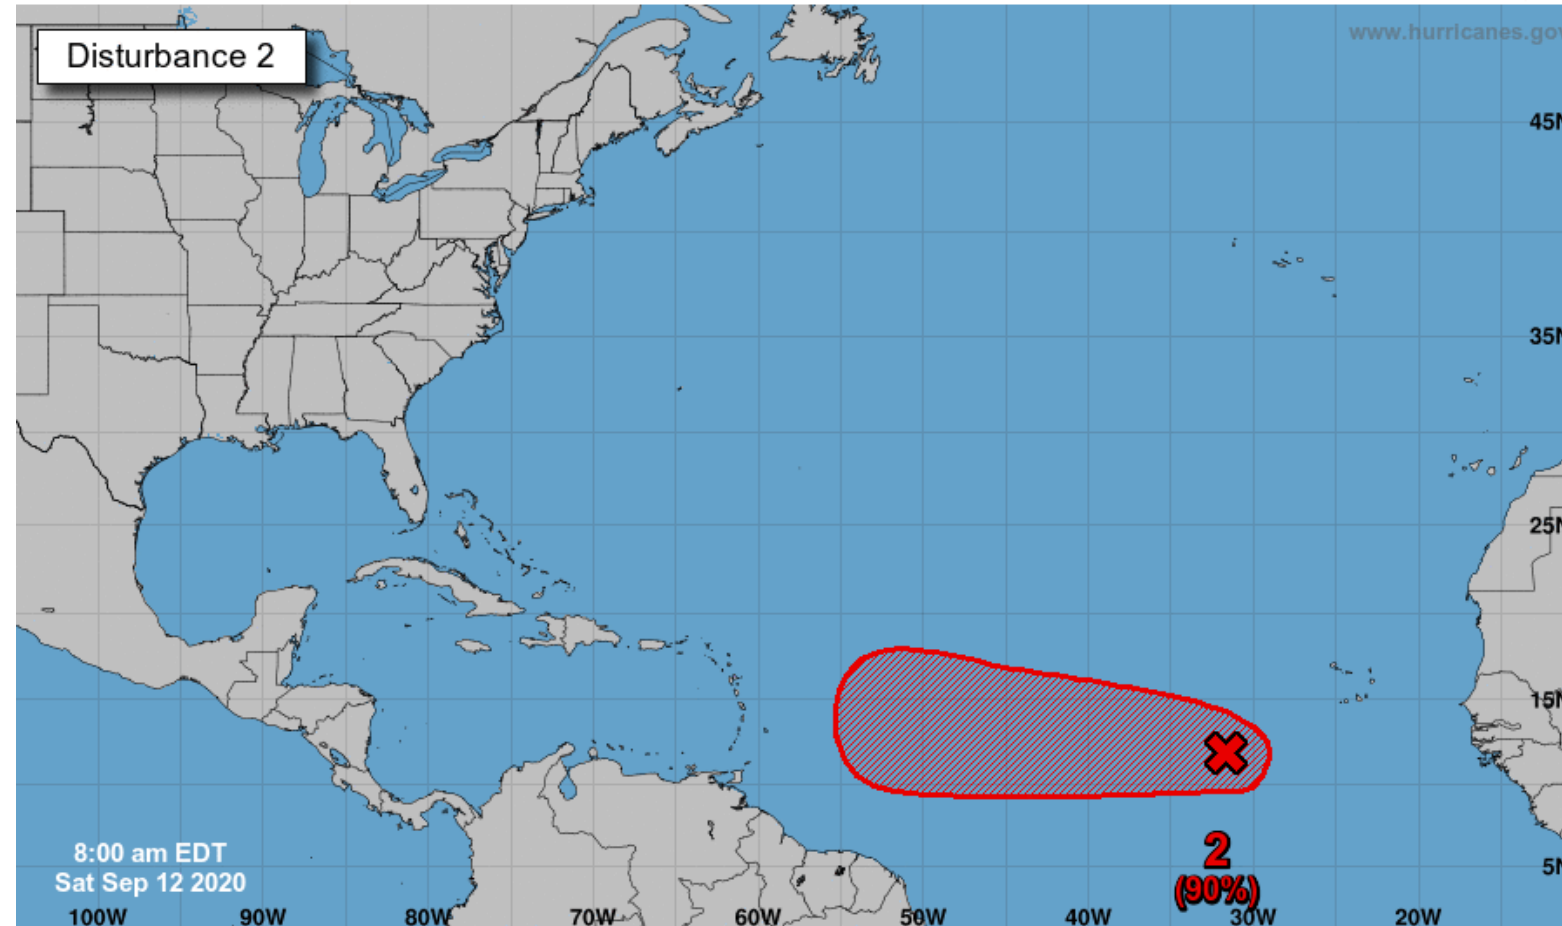 Disturbance 2
www.hurricanes.gov
45N
35N
25N
15N
5N
2
(90%)
8:00 am EDT
Sat Sep 12 2020
100W 90W 80W 70W 60W 50W 40W 30W 20W